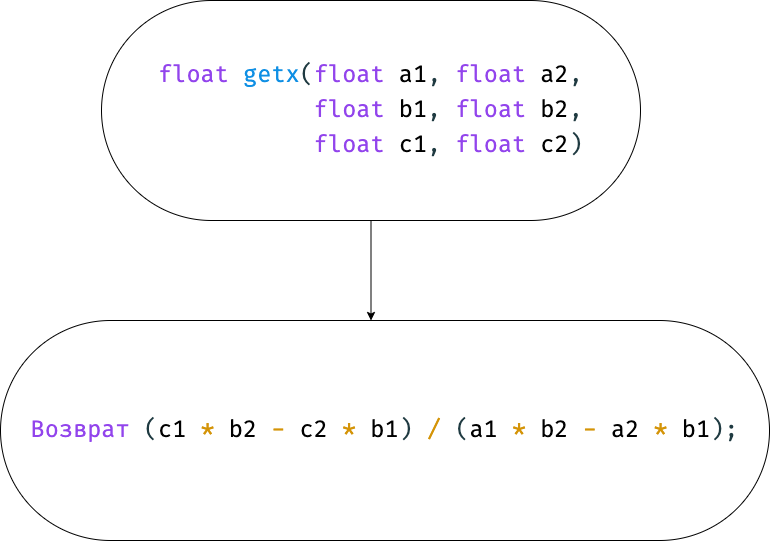 float getx(float a1, float a2,
float b1, float b2,
float c1, float c2)
Возврат (c1 * b2 - c2 * b1) / (a1 * b2 - a2 * b1);